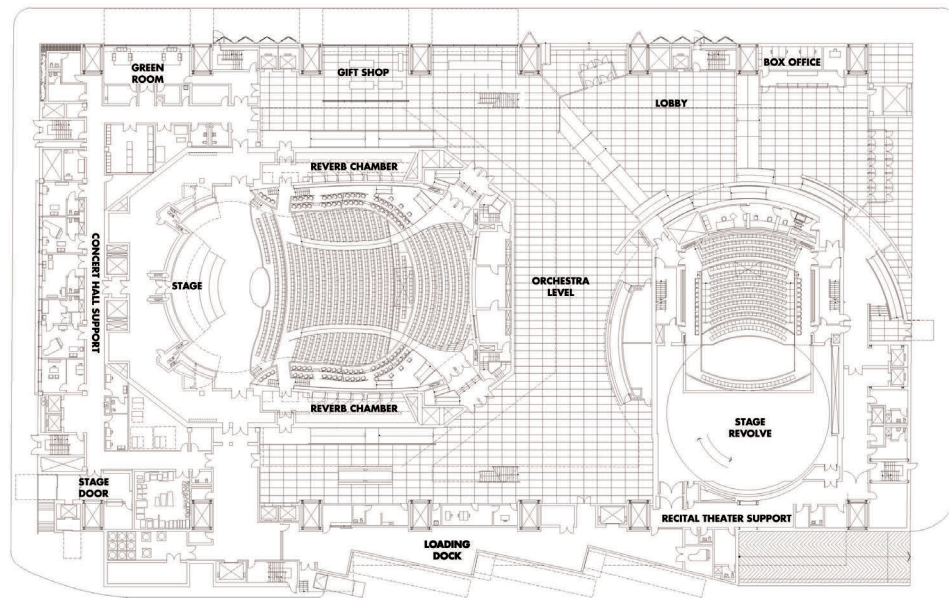 GREEN
ROOM
GIFT SHOP
BOX OFFICE
LOBBY
REVERB CHAMBER
CONCERT HALL SUPPORT
STAGE
ORCHESTRA
LEVEL
REVERB CHAMBER
STAGE
REVOLVE
STAGE
DOOR
RECITAL THEATER SUPPORT
LOADING
DOCK